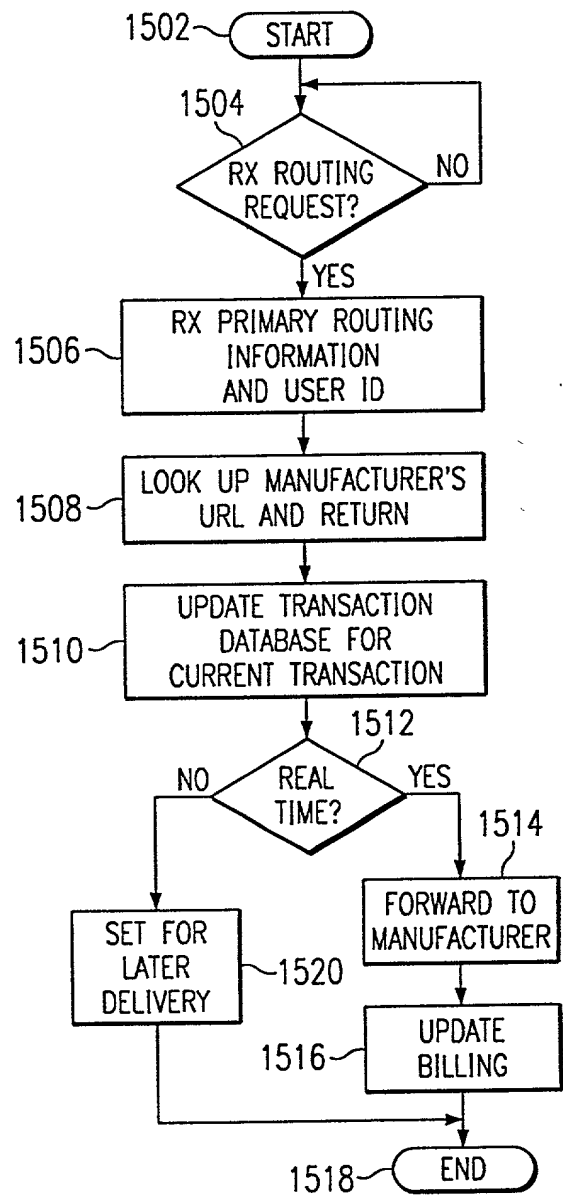 1502
START
1504
RX ROUTING
REQUEST?
NO
YES
1506
RX PRIMARY ROUTING
INFORMATION
AND USER ID
1508
LOOK UP MANUFACTURER'S
URL AND RETURN
1510
UPDATE TRANSACTION
DATABASE FOR
CURRENT TRANSACTION
1512
NO
REAL
TIME?
YES
1514
FORWARD TO
MANUFACTURER
SET FOR
LATER
DELIVERY
1520
1516
UPDATE
BILLING
1518
END